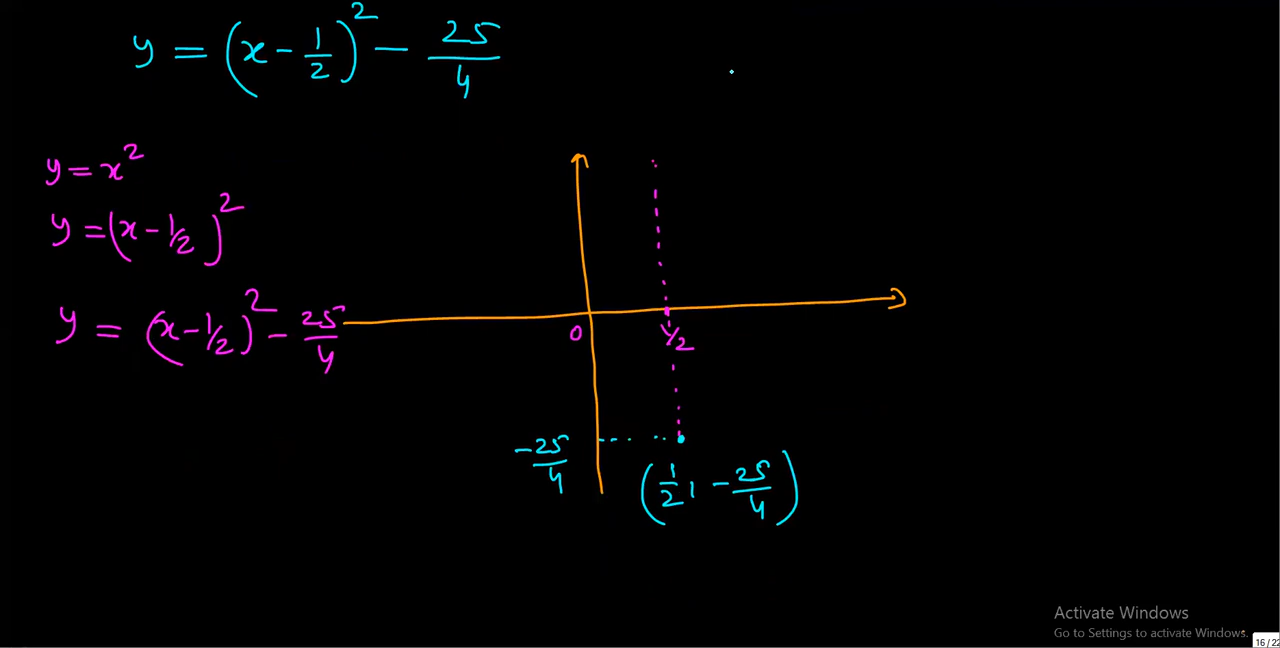 y = (x - 1/2)² - 25/4
y = x²
y = (x - 1/2)²
y = (x - 1/2)² - 25/4
0
1/2
-25/4
(1/2, -25/4)
Activate Windows
Go to Settings to activate Windows.
16 / 22